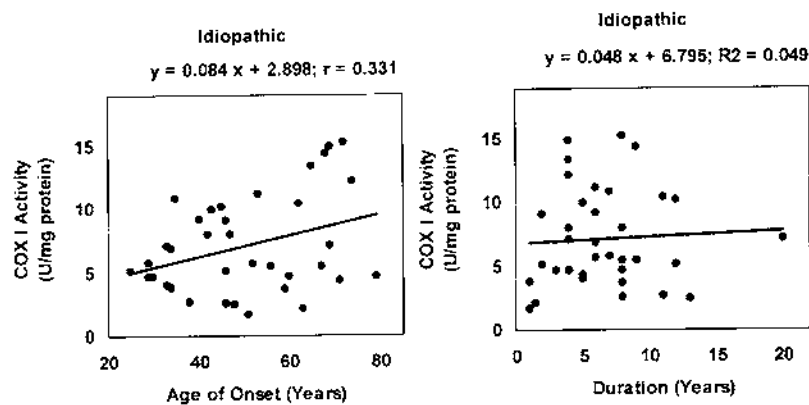 Idiopathic
y = 0.084 x + 2.898; r = 0.331
COX I Activity
(U/mg protein)
15
10
5
0
20 40 60 80
Age of Onset (Years)
Idiopathic
y = 0.048 x + 6.795; R2 = 0.049
COX I Activity
(U/mg protein)
15
10
5
0
0 5 10 15 20
Duration (Years)